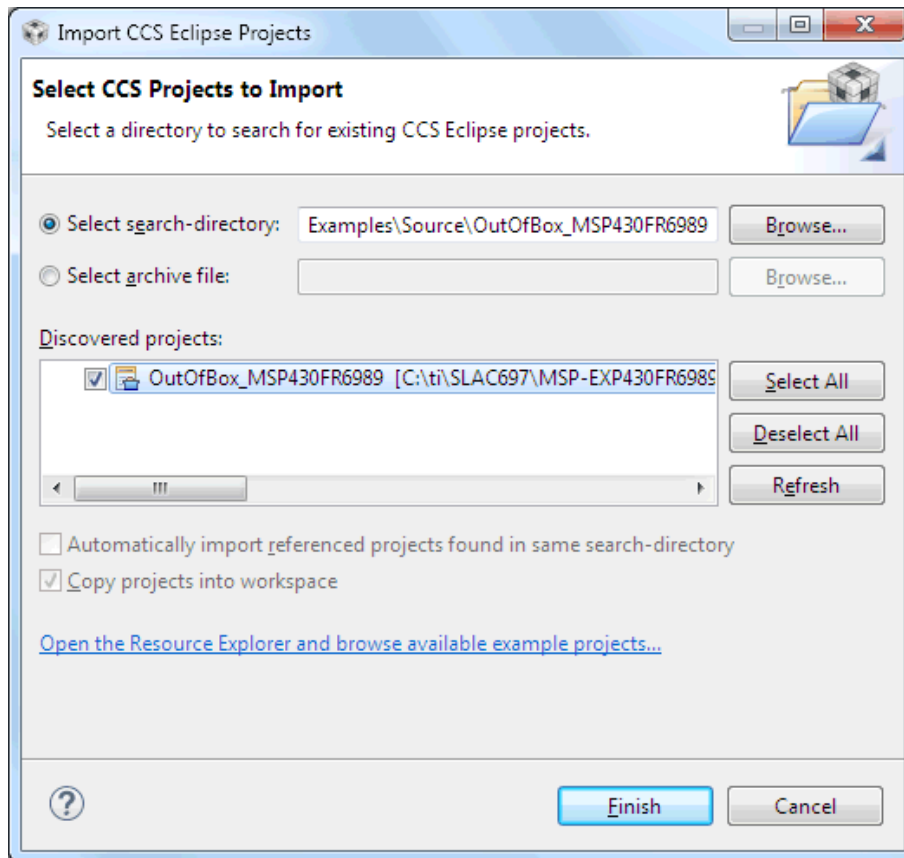 Import CCS Eclipse Projects
Select CCS Projects to Import
Select a directory to search for existing CCS Eclipse projects.
Select search-directory: Examples\Source\OutOfBox_MSP430FR6989 Browse...
Select archive file: Browse...
Discovered projects:
OutOfBox_MSP430FR6989 [C:\ti\SLAC697\MSP-EXP430FR6989 Select All
Deselect All
Refresh
Automatically import referenced projects found in same search-directory
Copy projects into workspace
Open the Resource Explorer and browse available example projects...
? Finish Cancel